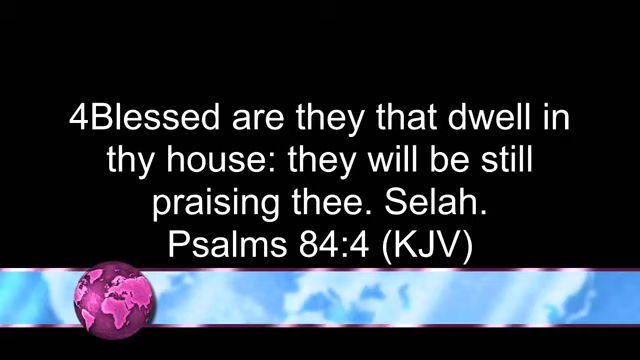 4Blessed are they that dwell in
thy house: they will be still
praising thee. Selah.
Psalms 84:4 (KJV)